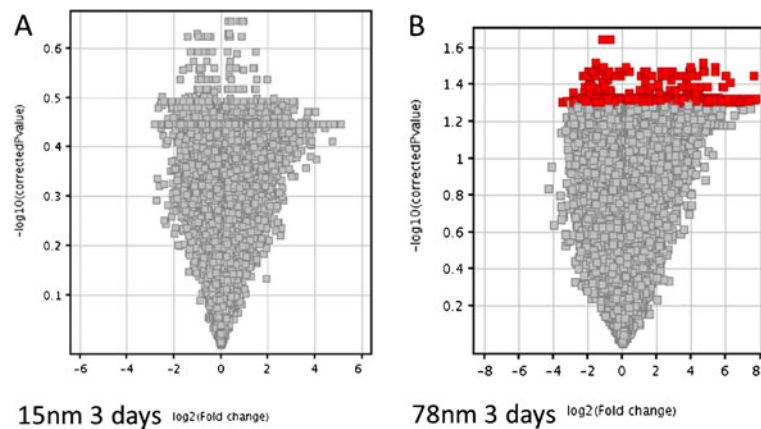 A
-log10(correctedPvalue)
0.6
0.5
0.4
0.3
0.2
0.1
-6 -4 -2 0 2 4 6
15nm 3 days log2(Fold change)
B
-log10(correctedPvalue)
1.6
1.4
1.2
1
0.8
0.6
0.4
0.2
-8 -6 -4 -2 0 2 4 6 8
78nm 3 days log2(Fold change)